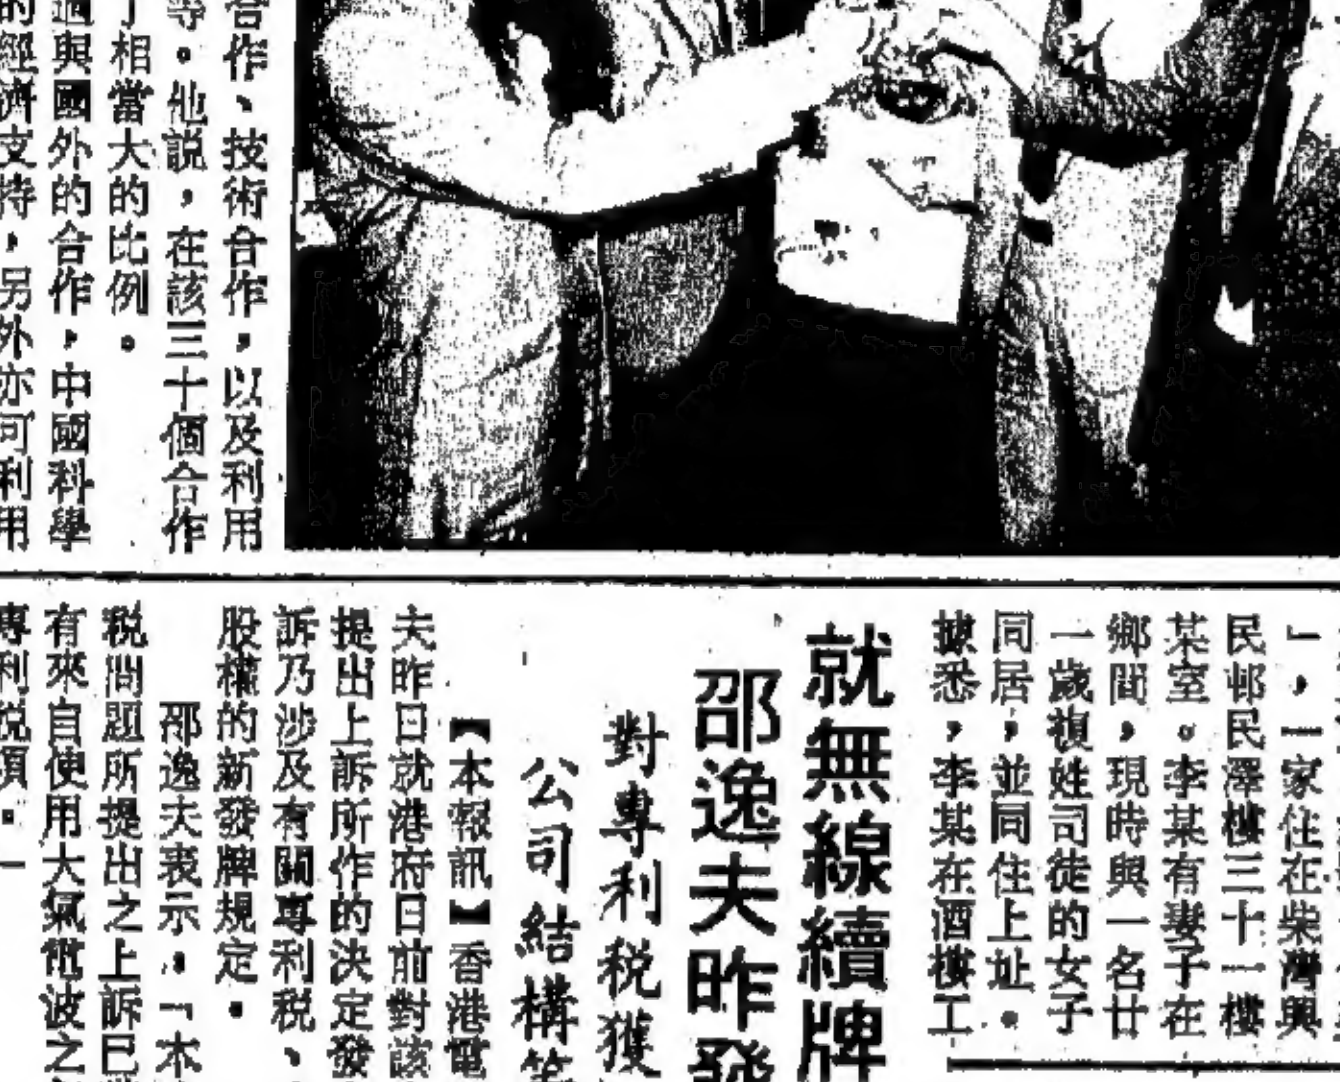 合作、技術合作，以及利用
等。他説，在該三十個合作
了相當大的比例。
過與國外的合作，中國科學
的經濟支持，另外亦可利用
」，一家住在柴灣興
民邨民澤樓三十一樓
某室。李某有妻子在
鄉間，現時與一名廿
一歲複姓司徒的女子
同居，並同住上址。
據悉，李某在酒樓工
就無線續牌
邵逸夫昨發
對專利税獲
公司結構等
【本報訊】香港電
夫昨日就港府日前對該
提出上訴所作的決定發
訴乃涉及有關專利税、
股權的新發牌規定。
邵逸夫表示，「本
税問題所提出之上訴已
有來自使用大氣電波之
專利税項。」